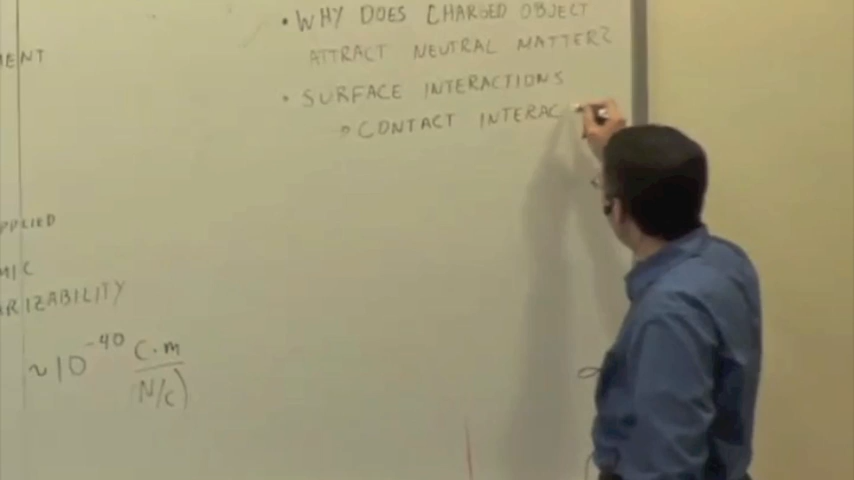 • WHY DOES CHARGED OBJECT
ATTRACT NEUTRAL MATTER?
• SURFACE INTERACTIONS
° CONTACT INTERAC
ENT
PPLIED
MIC
RIZABILITY
~10⁻⁴⁰ C·m
N/C)